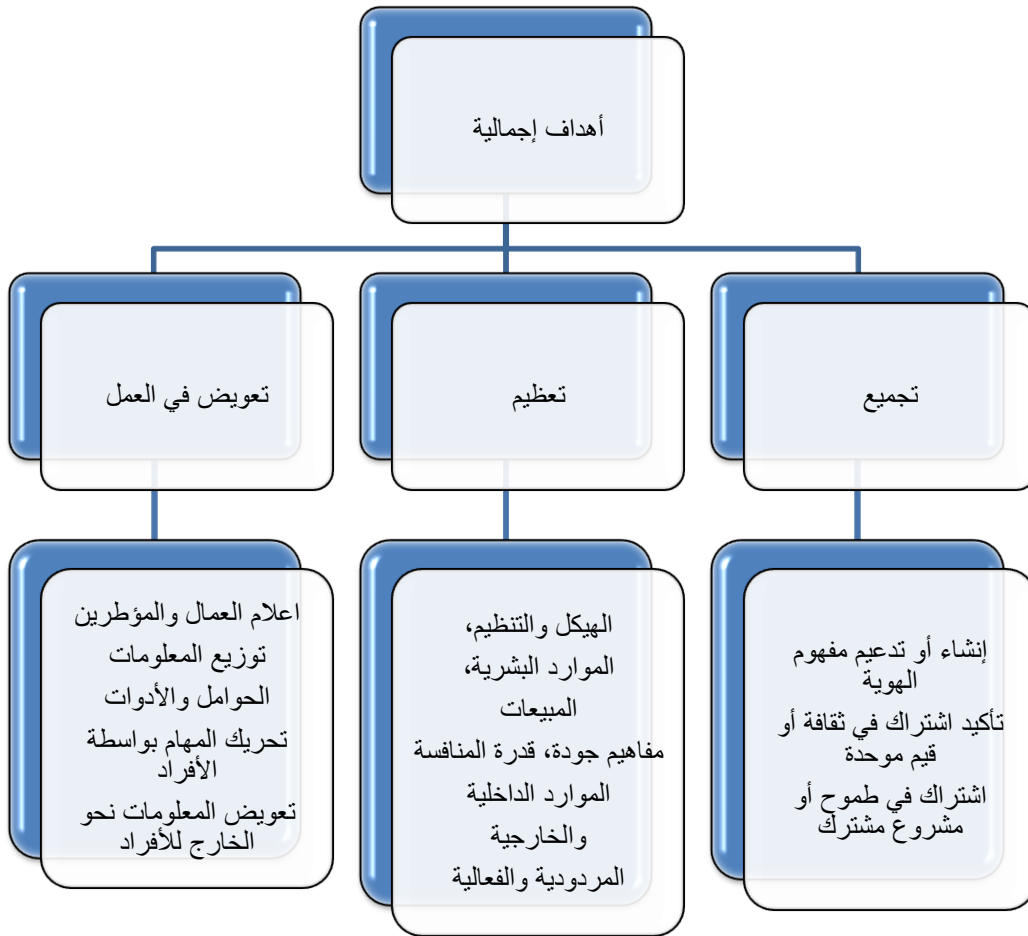 أهداف إجمالية
تجميع
تعظيم
تعويض في العمل
إنشاء أو تدعيم مفهوم
الهوية
تأكيد اشتراك في ثقافة أو
قيم موحدة
اشتراك في طموح أو
مشروع مشترك
الهيكل والتنظيم،
الموارد البشرية،
المبيعات
مفاهيم جودة، قدرة المنافسة
الموارد الداخلية
والخارجية
المردودية والفعالية
اعلام العمال والمؤطرين
توزيع المعلومات
الحوامل والأدوات
تحريك المهام بواسطة
الأفراد
تعويض المعلومات نحو
الخارج للأفراد